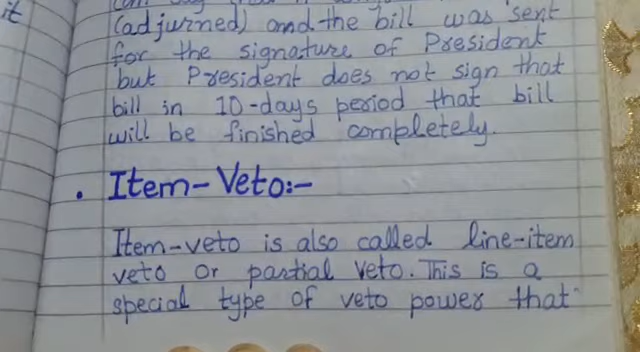 it
(adjurned) and the bill was sent
for the signature of President
but President does not sign that
bill in 10-days period that bill
will be finished completely.
• Item-Veto:-
Item-veto is also called line-item
veto or partial veto. This is a
special type of veto power that